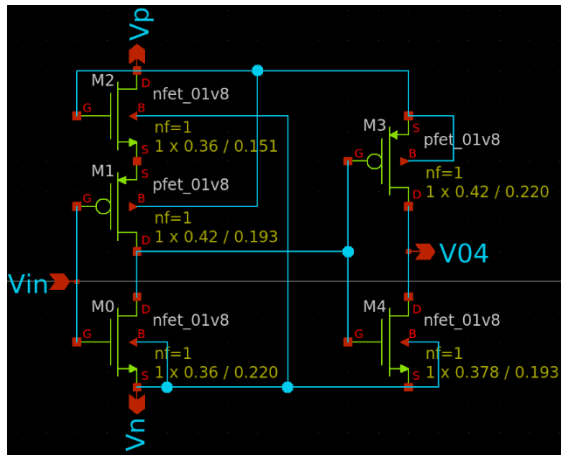 Vp
M2
D
nfet_01v8
G
B
nf=1
S
1 x 0.36 / 0.151
M1
S
pfet_01v8
G
B
nf=1
D
1 x 0.42 / 0.193
M3
S
pfet_01v8
G
B
nf=1
D
1 x 0.42 / 0.220
Vin
V04
M0
D
nfet_01v8
G
B
nf=1
S
1 x 0.36 / 0.220
M4
D
nfet_01v8
G
B
nf=1
S
1 x 0.378 / 0.193
Vn